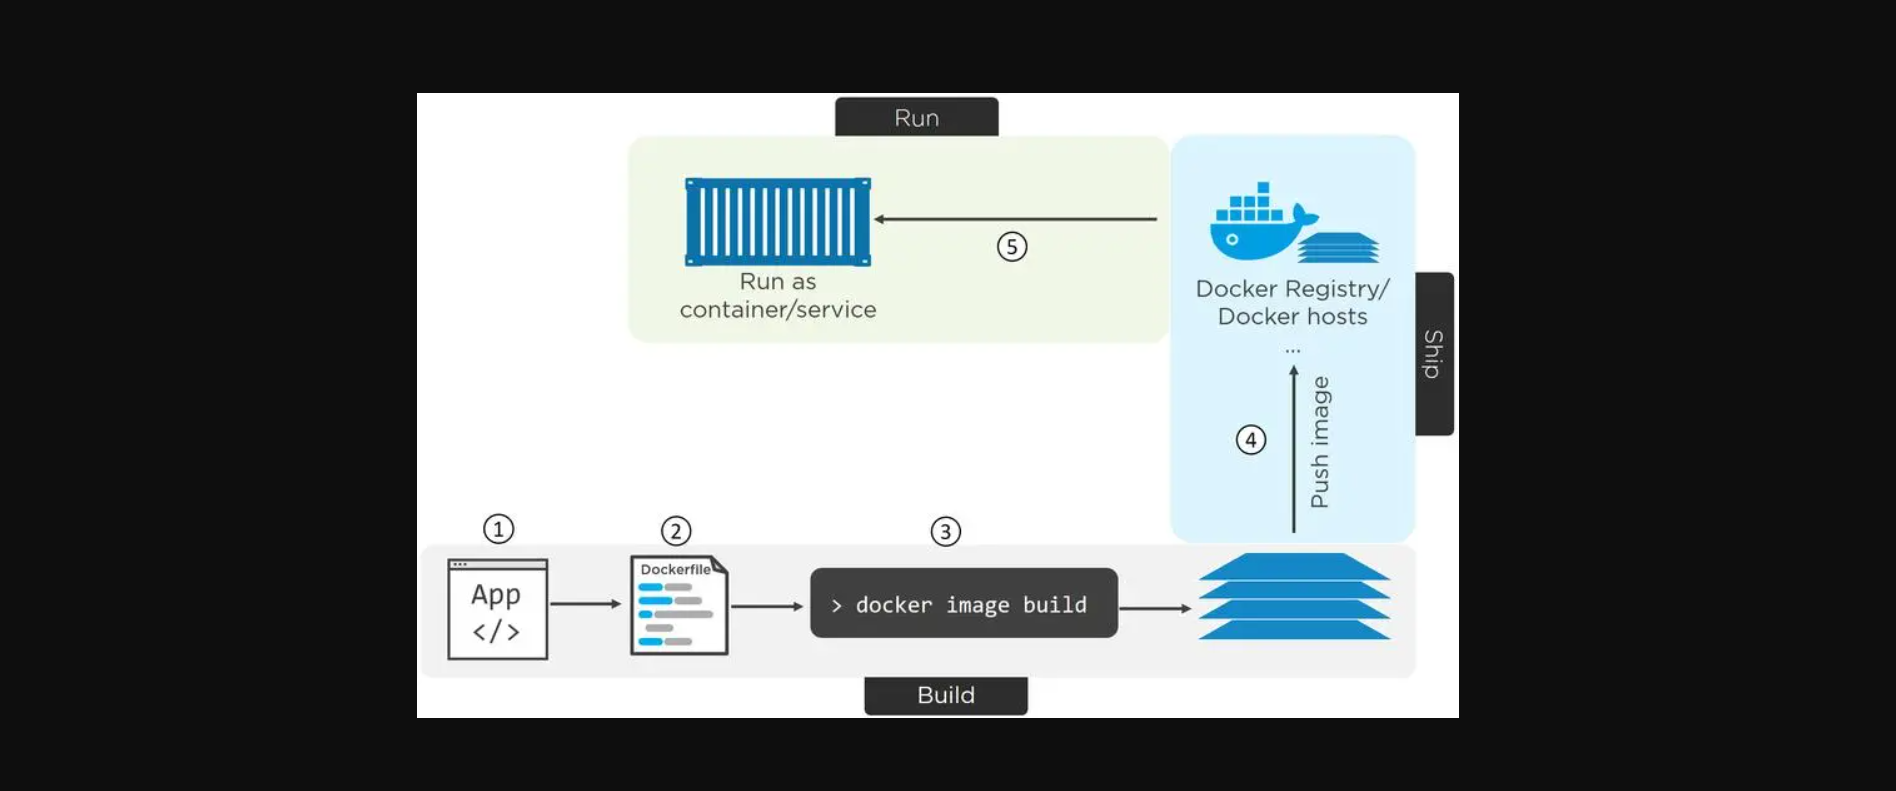 Run
Run as
container/service
⑤
Docker Registry/
Docker hosts
...
Ship
④
Push image
①
②
③
App
</>
Dockerfile
> docker image build
Build